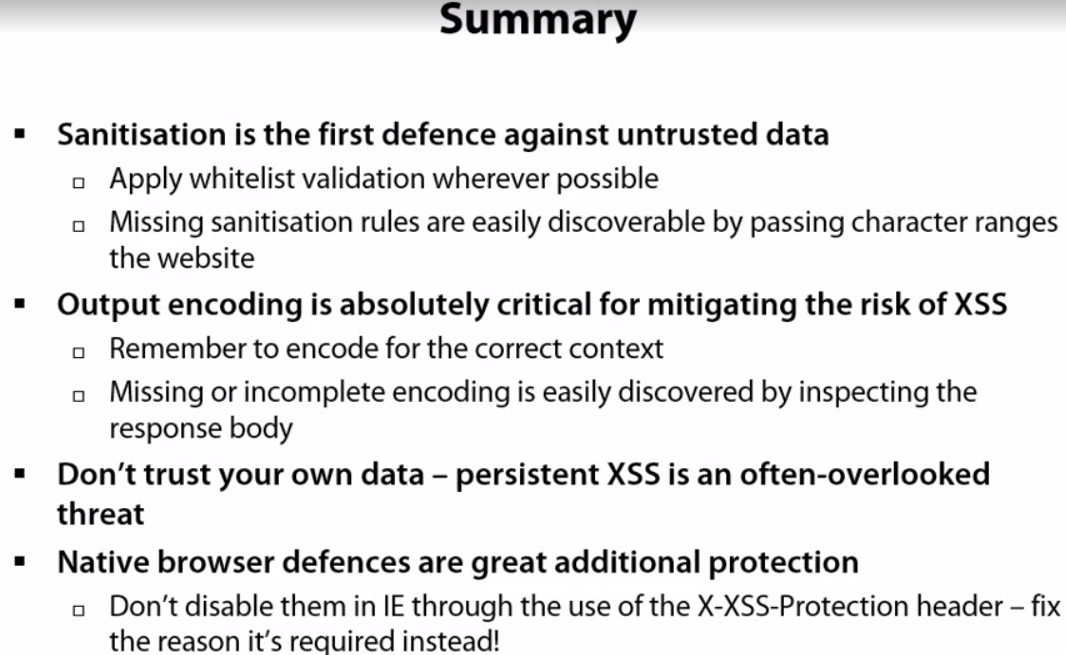 Summary
▪ Sanitisation is the first defence against untrusted data
▫ Apply whitelist validation wherever possible
▫ Missing sanitisation rules are easily discoverable by passing character ranges
the website
▪ Output encoding is absolutely critical for mitigating the risk of XSS
▫ Remember to encode for the correct context
▫ Missing or incomplete encoding is easily discovered by inspecting the
response body
▪ Don’t trust your own data – persistent XSS is an often-overlooked
threat
▪ Native browser defences are great additional protection
▫ Don’t disable them in IE through the use of the X-XSS-Protection header – fix
the reason it’s required instead!